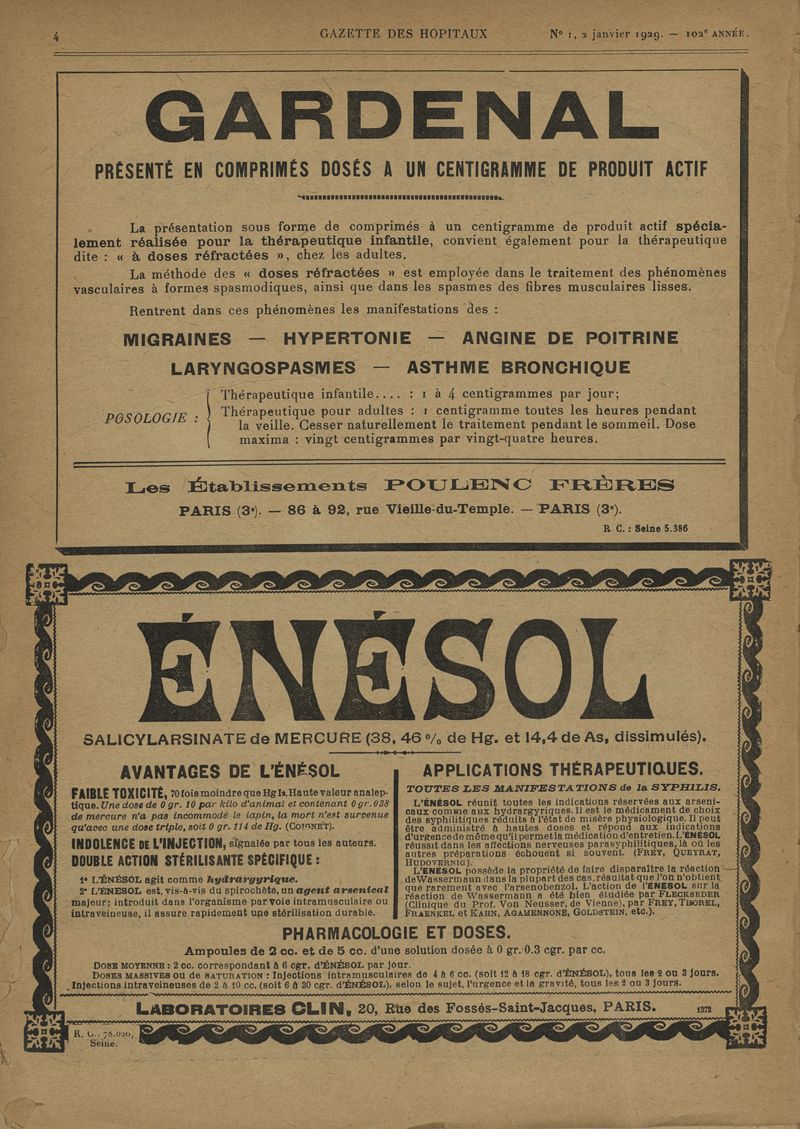 4
GAZETTE DES HOPITAUX
N° 1, 2 janvier 1929. — 102e ANNÉE.
GARDENAL
PRÉSENTÉ EN COMPRIMÉS DOSÉS A UN CENTIGRAMME DE PRODUIT ACTIF
La présentation sous forme de comprimés à un centigramme de produit actif spécia-
lement réalisée pour la thérapeutique infantile, convient également pour la thérapeutique
dite : « à doses réfractées », chez les adultes.
La méthode des « doses réfractées » est employée dans le traitement des phénomènes
vasculaires à formes spasmodiques, ainsi que dans les spasmes des fibres musculaires lisses.
Rentrent dans ces phénomènes les manifestations des :
MIGRAINES — HYPERTONIE — ANGINE DE POITRINE
LARYNGOSPASMES — ASTHME BRONCHIQUE
POSOLOGIE :
Thérapeutique infantile.... : 1 à 4 centigrammes par jour;
Thérapeutique pour adultes : 1 centigramme toutes les heures pendant
la veille. Cesser naturellement le traitement pendant le sommeil. Dose
maxima : vingt centigrammes par vingt-quatre heures.
Les Établissements POULENC FRÈRES
PARIS (3e). — 86 à 92, rue Vieille-du-Temple. — PARIS (3e).
R C. : Seine 5.386
ÉNÉSOL
SALICYLARSINATE de MERCURE (38, 46 % de Hg. et 14,4 de As, dissimulés).
AVANTAGES DE L'ÉNÉSOL
FAIBLE TOXICITÉ, 70 fois moindre que Hg I2. Haute valeur analep-
tique. Une dose de 0 gr. 10 par kilo d'animal et contenant 0 gr. 038
de mercure n'a pas incommodé le lapin, la mort n'est survenue
qu'avec une dose triple, soit 0 gr. 114 de Hg. (COIGNET).
INDOLENCE DE L'INJECTION, signalée par tous les auteurs.
DOUBLE ACTION STÉRILISANTE SPÉCIFIQUE :
1° L'ÉNÉSOL agit comme hydrargyrique.
2° L'ÉNÉSOL est, vis-à-vis du spirochète, un agent arsenical
majeur; introduit dans l'organisme par voie intramusculaire ou
intraveineuse, il assure rapidement une stérilisation durable.
APPLICATIONS THÉRAPEUTIQUES.
TOUTES LES MANIFESTATIONS de la SYPHILIS.
L'ÉNÉSOL réunit toutes les indications réservées aux arseni-
caux comme aux hydrargyriques. Il est le médicament de choix
des syphilitiques réduits à l'état de misère physiologique. Il peut
être administré à hautes doses et répond aux indications
d'urgence de même qu'il permet la médication d'entretien. L'ÉNÉSOL
réussit dans les affections nerveuses parasyphilitiques, là où les
autres préparations échouent si souvent. (FREY, QUEYRAT,
HUDOVERNIG).
L'ENESOL possède la propriété de faire disparaître la réaction
de Wassermann dans la plupart des cas, résultat que l'on n'obtient
que rarement avec l'arsenobenzol. L'action de l'ÉNÉSOL sur la
réaction de Wassermann a été bien étudiée par FLECKSEDER
(Clinique du Prof. Von Neusser, de Vienne), par FREY, THOREL,
FRAENKEL et KAHN, AGAMENNONE, GOLDSTEIN, etc.).
PHARMACOLOGIE ET DOSES.
Ampoules de 2 cc. et de 5 cc. d'une solution dosée à 0 gr. 0.3 cgr. par cc.
DOSE MOYENNE : 2 cc. correspondant à 6 cgr. d'ÉNÉSOL par jour.
DOSES MASSIVES ou de SATURATION : Injections intramusculaires de 4 à 6 cc. (soit 12 à 18 cgr. d'ÉNÉSOL), tous les 2 ou 3 jours.
Injections intraveineuses de 2 à 10 cc. (soit 6 à 30 cgr. d'ÉNÉSOL), selon le sujet, l'urgence et la gravité, tous les 2 ou 3 jours.
LABORATOIRES CLIN, 20, Rue des Fossés-Saint-Jacques, PARIS.
1372
R. C., 78.020,
Seine.